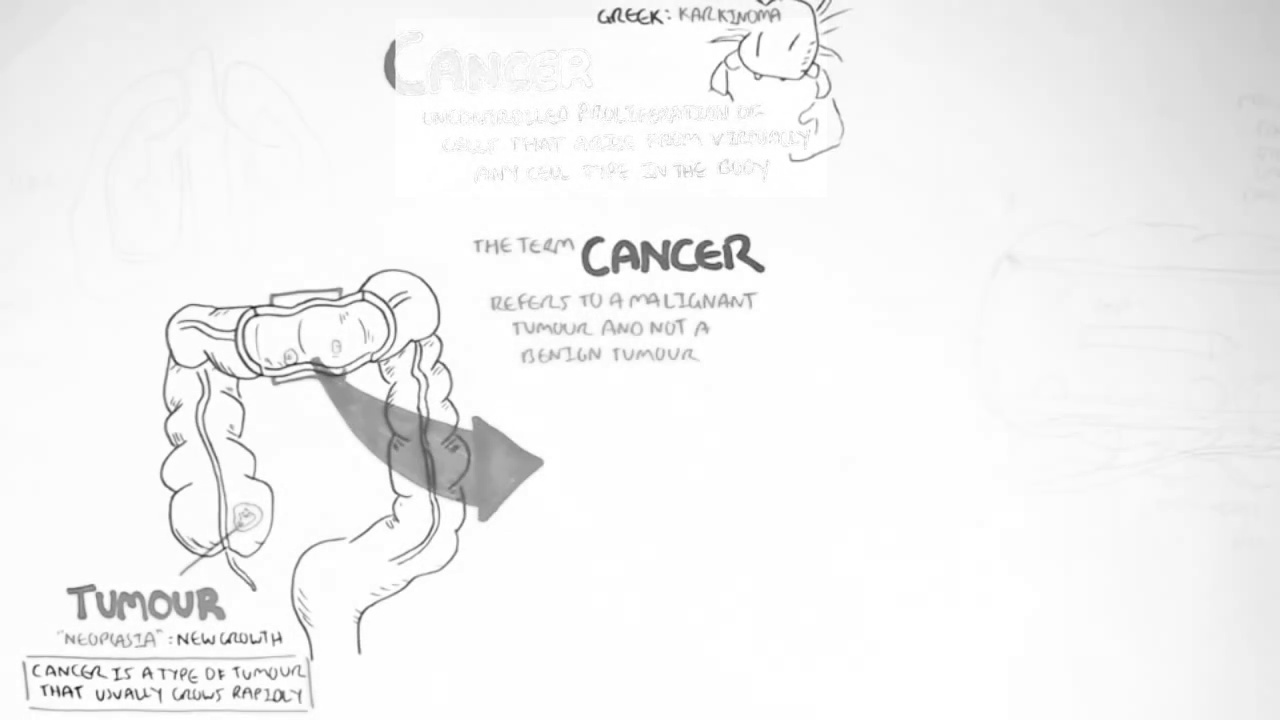 GREEK: KARKINOMA
CANCER
UNCONTROLLED PROLIFERATION OF
CELLS THAT ARISE FROM VIRTUALLY
ANY CELL TYPE IN THE BODY
THE TERM CANCER
REFERS TO A MALIGNANT
TUMOUR AND NOT A
BENIGN TUMOUR
TUMOUR
"NEOPLASIA" : NEW GROWTH
CANCER IS A TYPE OF TUMOUR
THAT USUALLY GROWS RAPIDLY